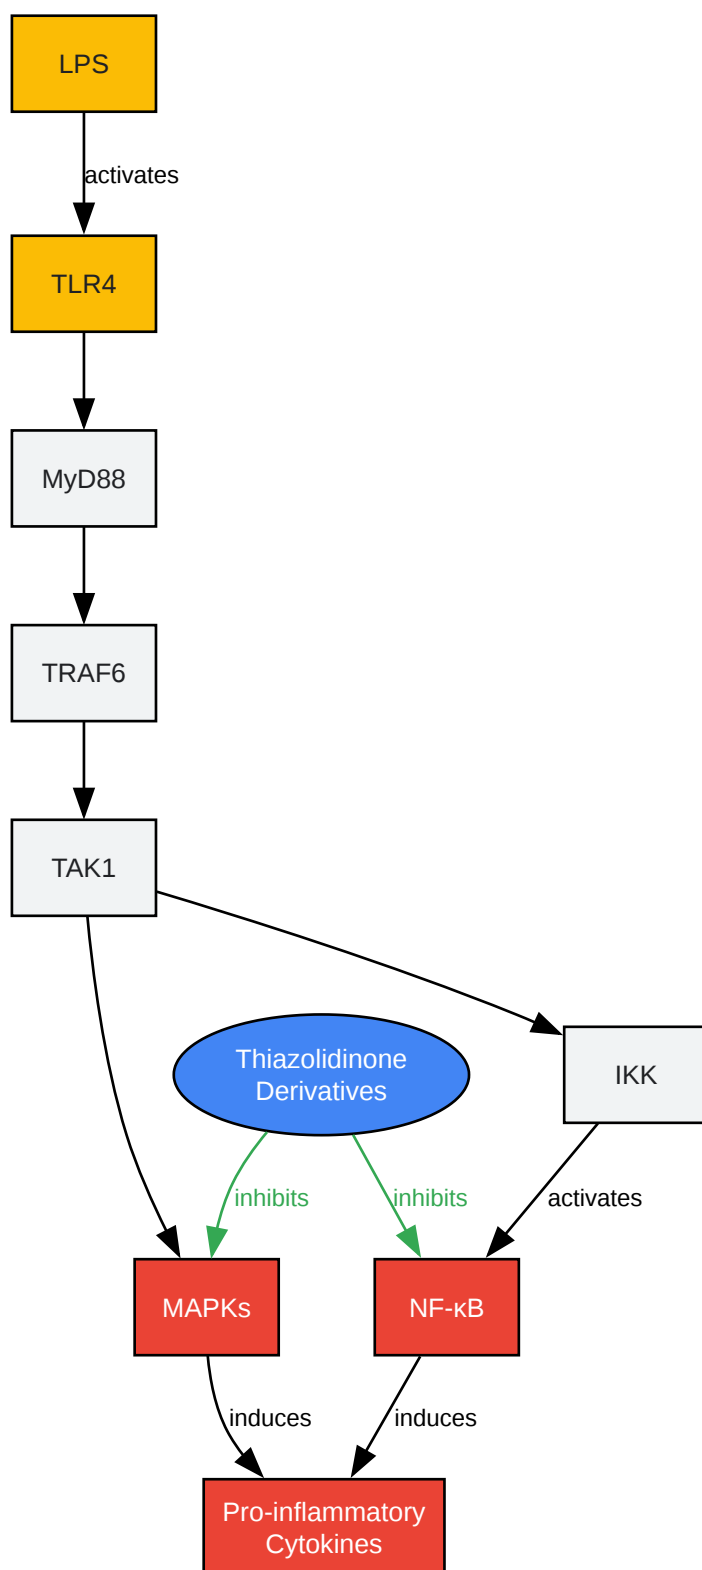 LPS
activates
TLR4
MyD88
TRAF6
TAK1
Thiazolidinone
Derivatives
IKK
inhibits
inhibits
activates
MAPKs
NF-κB
induces
induces
Pro-inflammatory
Cytokines